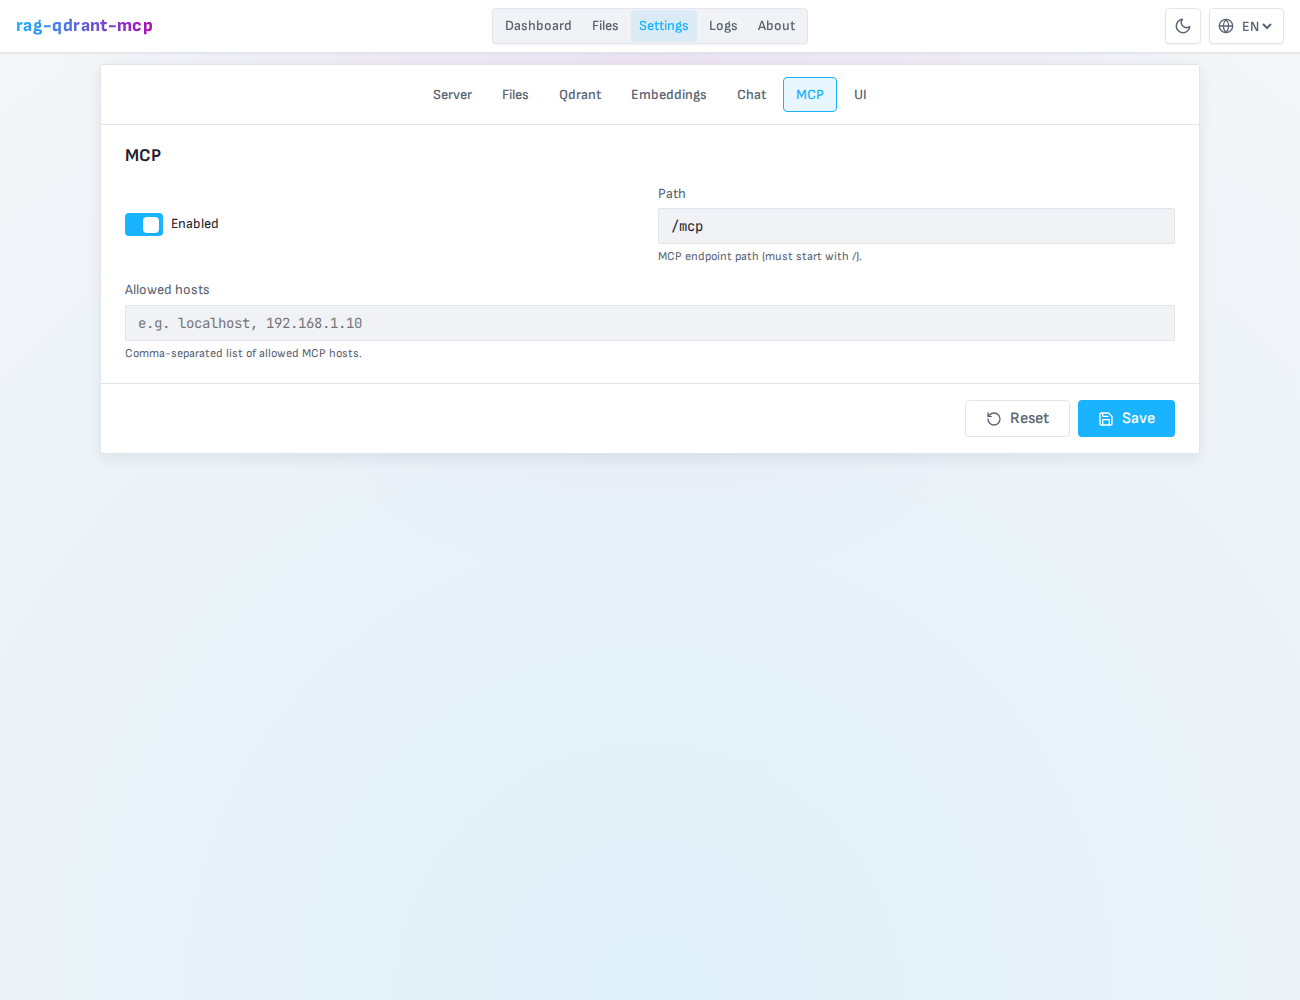 rag-qdrant-mcp
Dashboard Files Settings Logs About
EN
Server Files Qdrant Embeddings Chat MCP UI
MCP
Enabled
Path
/mcp
MCP endpoint path (must start with /).
Allowed hosts
e.g. localhost, 192.168.1.10
Comma-separated list of allowed MCP hosts.
Reset Save